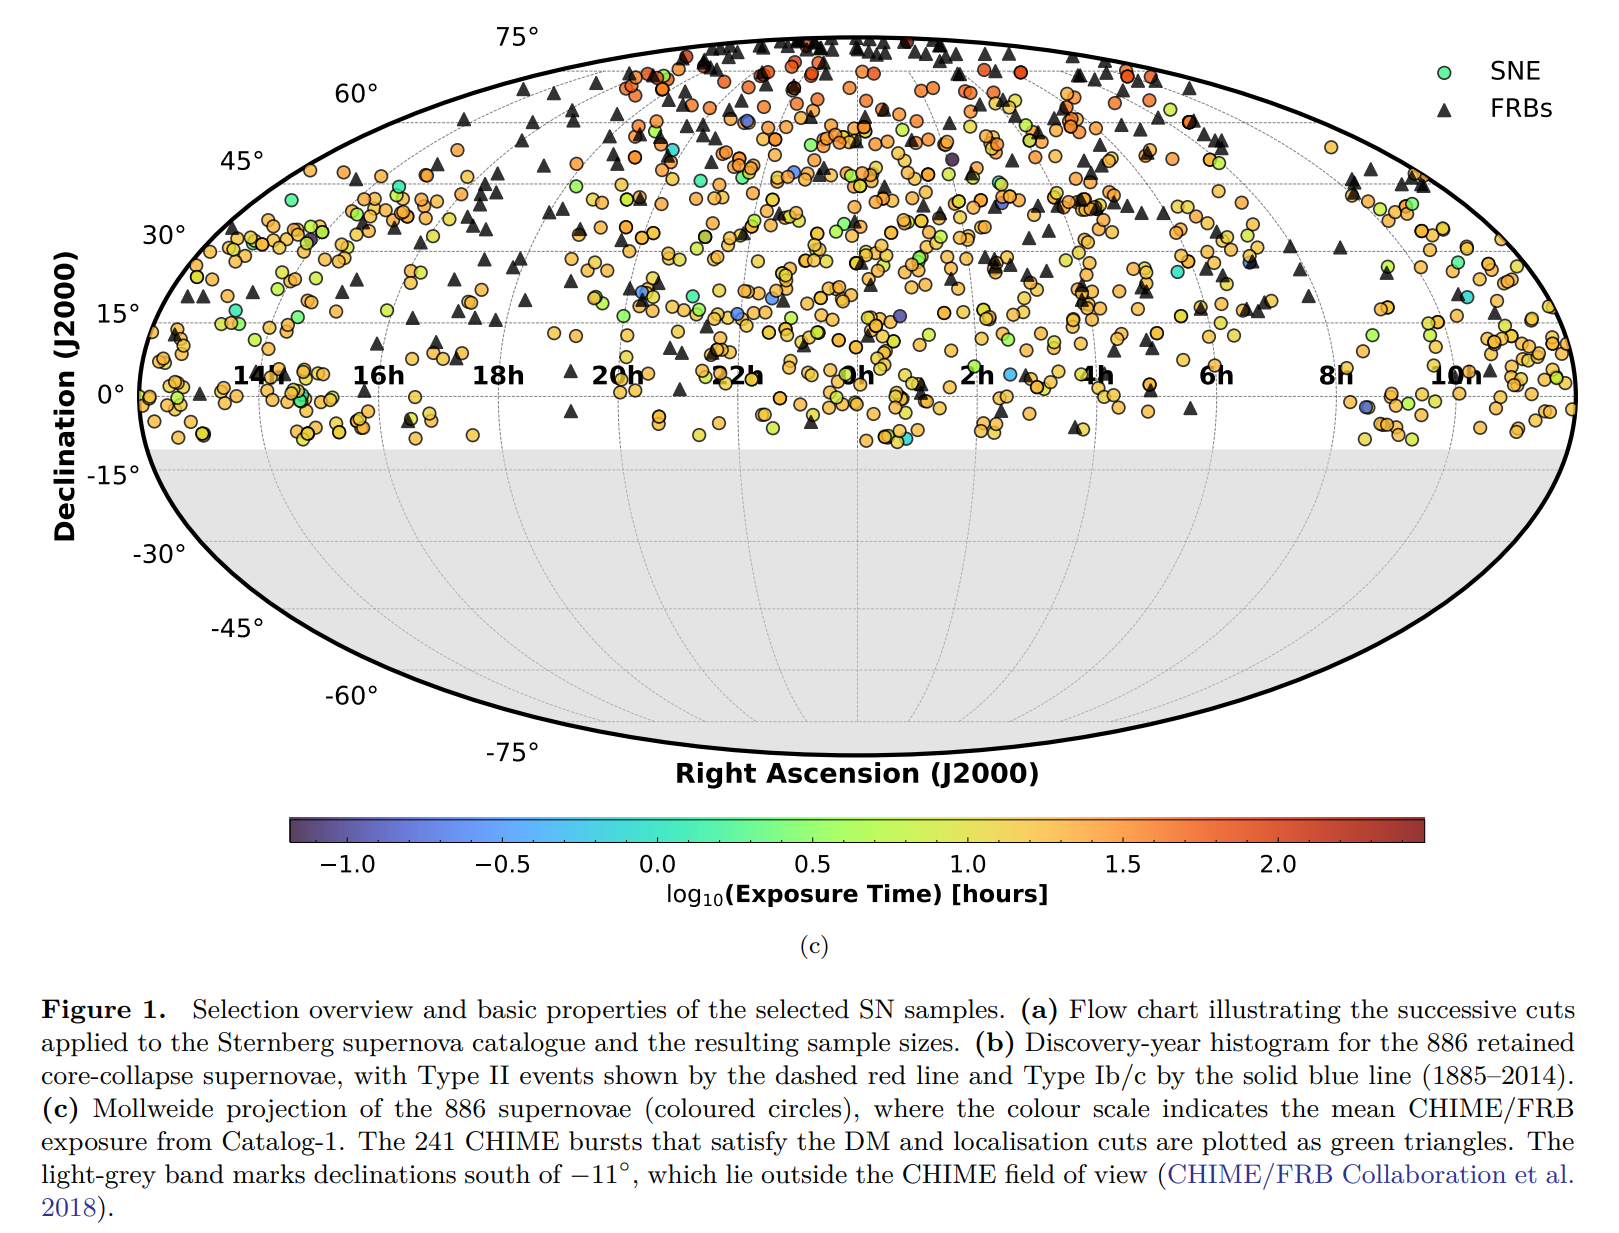 75°
60°
45°
30°
15°
0°
-15°
-30°
-45°
-60°
-75°
Declination (J2000)
14h 16h 18h 20h 22h 0h 2h 4h 6h 8h 10h
SNE
FRBs
Right Ascension (J2000)
−1.0 −0.5 0.0 0.5 1.0 1.5 2.0
log10(Exposure Time) [hours]
(c)
Figure 1. Selection overview and basic properties of the selected SN samples. (a) Flow chart illustrating the successive cuts
applied to the Sternberg supernova catalogue and the resulting sample sizes. (b) Discovery-year histogram for the 886 retained
core-collapse supernovae, with Type II events shown by the dashed red line and Type Ib/c by the solid blue line (1885–2014).
(c) Mollweide projection of the 886 supernovae (coloured circles), where the colour scale indicates the mean CHIME/FRB
exposure from Catalog-1. The 241 CHIME bursts that satisfy the DM and localisation cuts are plotted as green triangles. The
light-grey band marks declinations south of −11°, which lie outside the CHIME field of view (CHIME/FRB Collaboration et al.
2018).